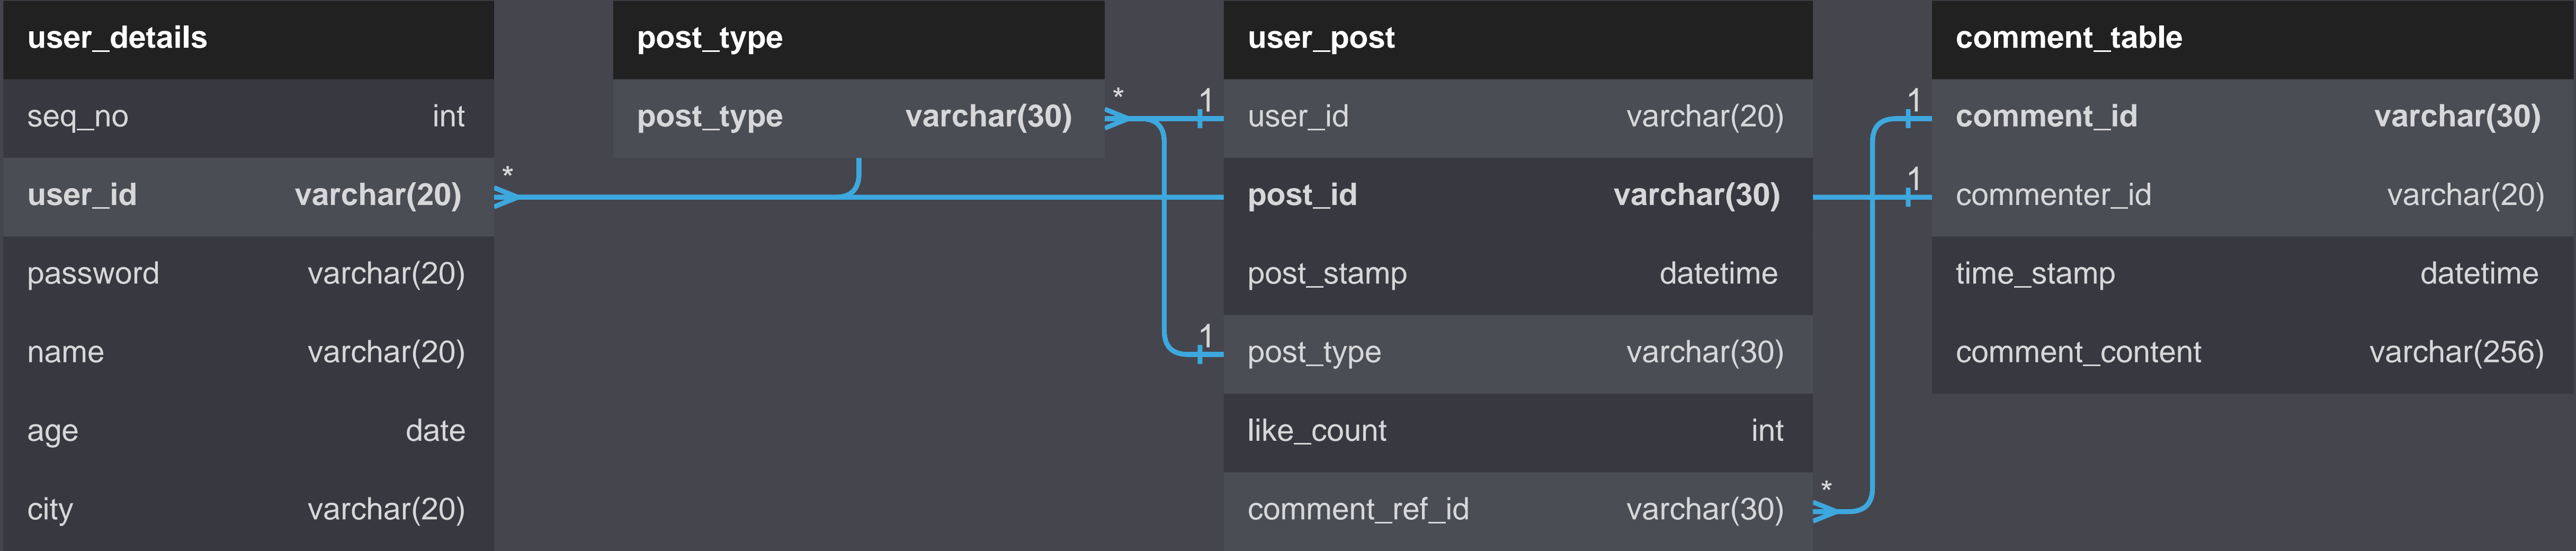 user_details
seq_no int
user_id varchar(20)
password varchar(20)
name varchar(20)
age date
city varchar(20)
*
post_type
post_type varchar(30)
*
1
1
user_post
user_id varchar(20)
post_id varchar(30)
post_stamp datetime
post_type varchar(30)
like_count int
comment_ref_id varchar(30)
*
1
1
comment_table
comment_id varchar(30)
commenter_id varchar(20)
time_stamp datetime
comment_content varchar(256)